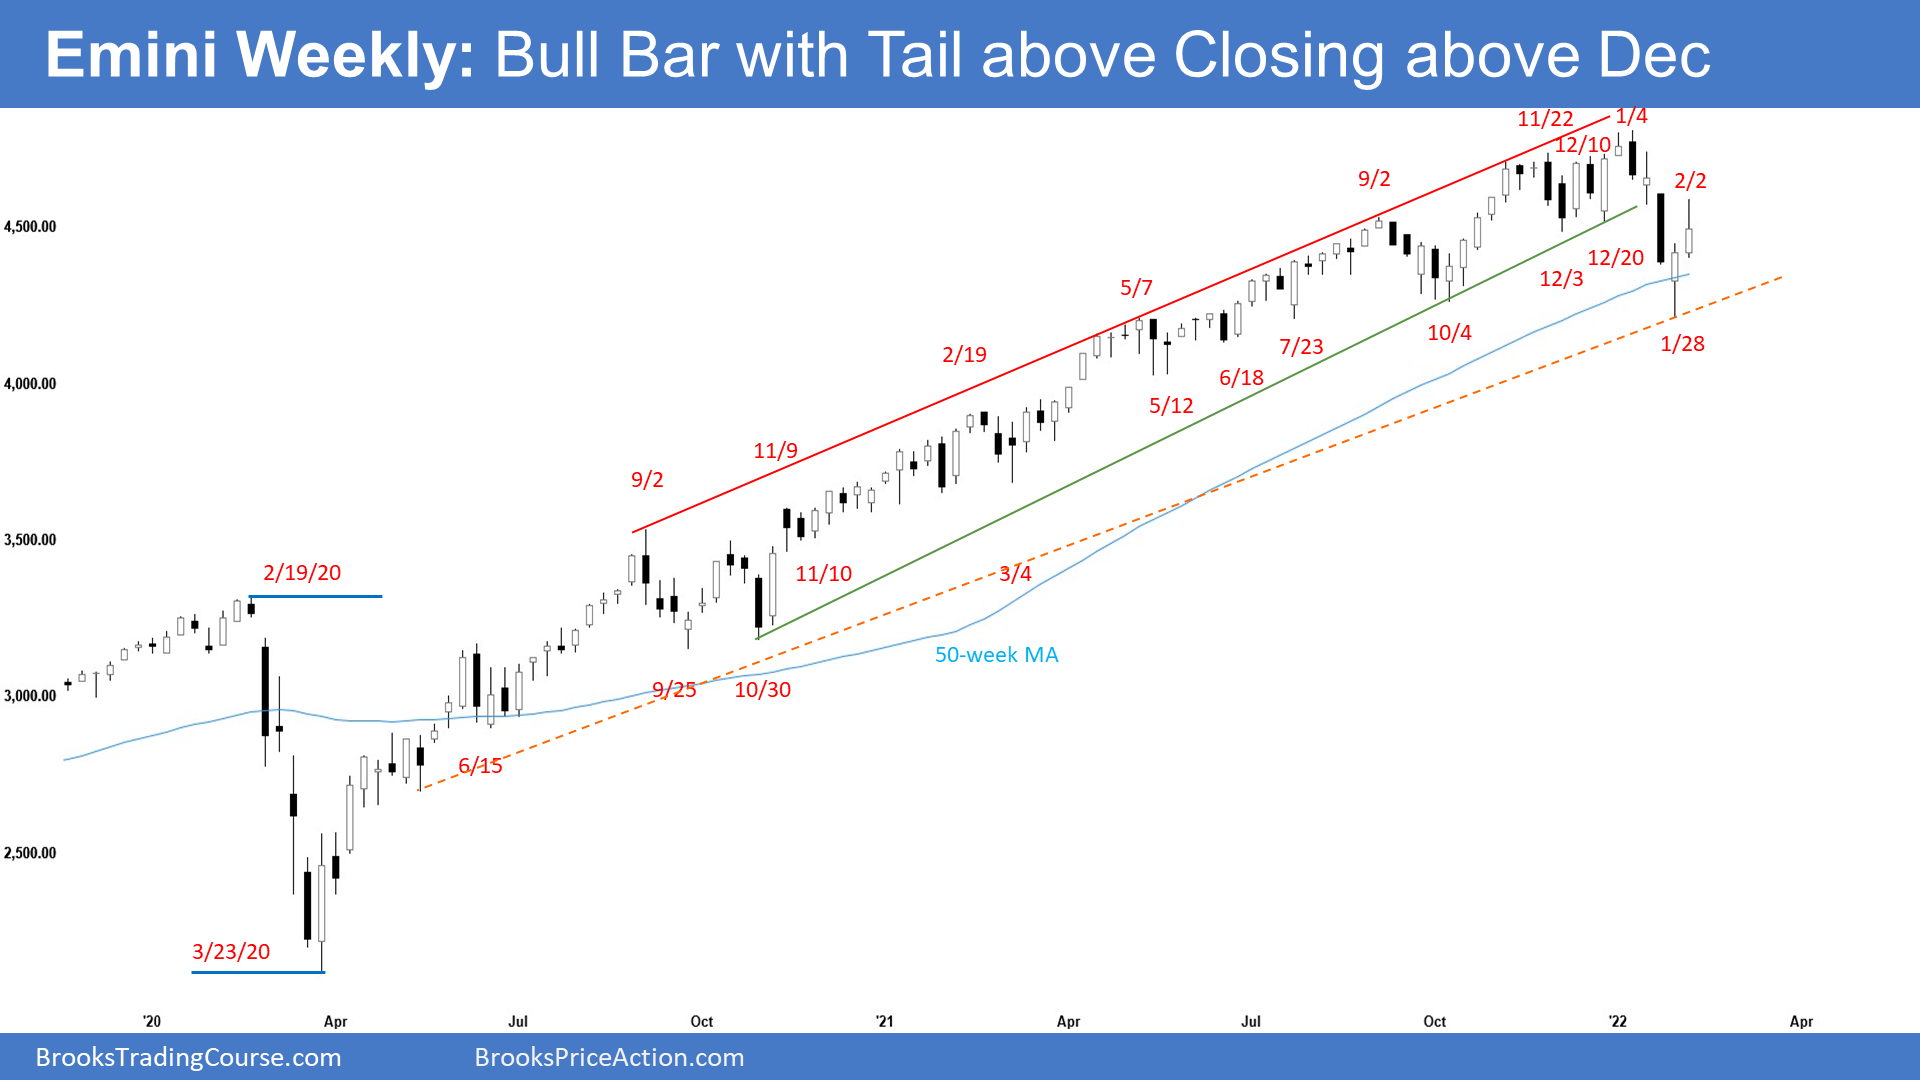 Emini Weekly: Bull Bar with Tail above Closing above Dec
11/22
1/4
12/10
9/2
2/2
4,500.00
12/20
12/3
5/7
10/4
1/28
7/23
2/19
6/18
4,000.00
5/12
11/9
9/2
3,500.00
2/19/20
11/10
3/4
50-week MA
9/25
10/30
3,000.00
6/15
2,500.00
3/23/20
'20
Apr
Jul
Oct
'21
Apr
Jul
Oct
'22
Apr
BrooksTradingCourse.com
BrooksPriceAction.com